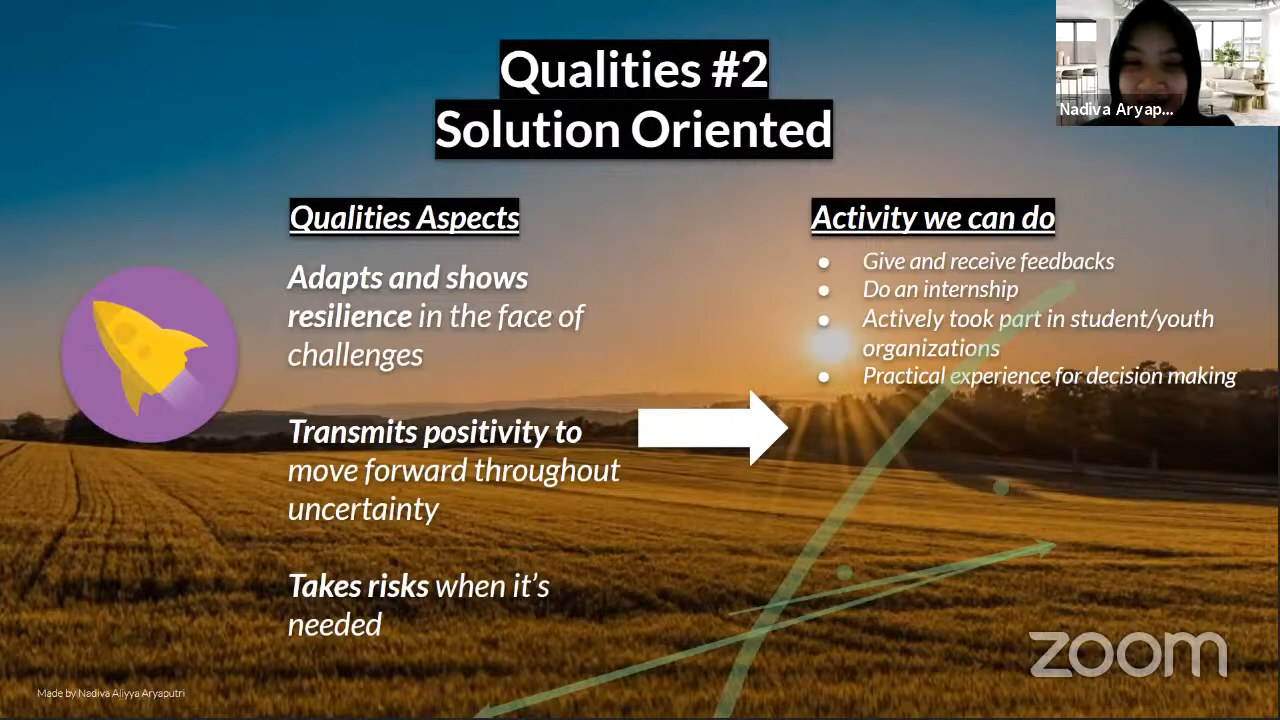 Qualities #2
Solution Oriented
Nadiva Aryap...
Qualities Aspects
Adapts and shows
resilience in the face of
challenges
Transmits positivity to
move forward throughout
uncertainty
Takes risks when it's
needed
Activity we can do
Give and receive feedbacks
Do an internship
Actively took part in student/youth
organizations
Practical experience for decision making
Made by Nadiva Aliyya Aryaputri
zoom